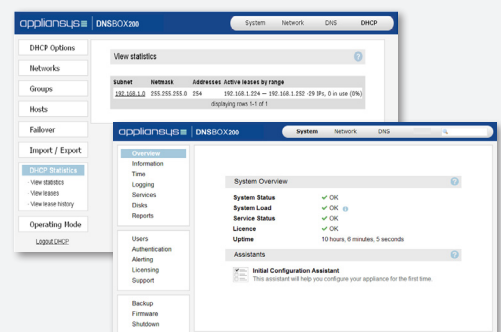 appliansys DNSBOX200 System Network DNS DHCP
DHCP Options
Networks
Groups
Hosts
Failover
Import / Export
DHCP Statistics
View statistics
View leases
View lease history
Operating Mode
Logout DHCP
View statistics ?
Subnet Netmask Addresses Active leases by range
192.168.1.0 255.255.255.0 254 192.168.1.224 — 192.168.1.252 -29 IPs, 0 in use (0%)
displaying rows 1-1 of 1
appliansys DNSBOX200 System Network DNS
Overview
Information
Time
Logging
Services
Disks
Reports
Users
Authentication
Alerting
Licensing
Support
Backup
Firmware
Shutdown
System Overview ?
System Status ✓ OK
System Load ✓ OK
Service Status ✓ OK
Licence ✓ OK
Uptime 10 hours, 6 minutes, 5 seconds
Assistants ?
Initial Configuration Assistant
This assistant will help you configure your appliance for the first time.